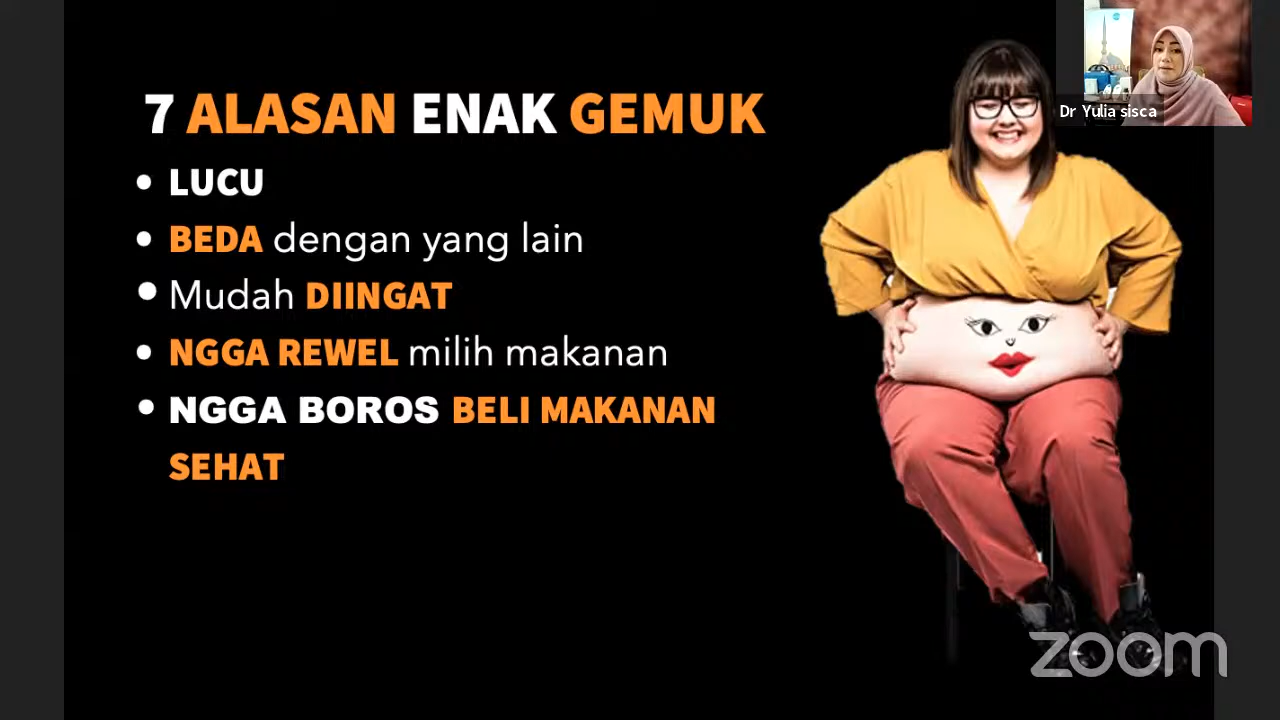 7 ALASAN ENAK GEMUK
• LUCU
• BEDA dengan yang lain
• Mudah DIINGAT
• NGGA REWEL milih makanan
• NGGA BOROS BELI MAKANAN
SEHAT
Dr Yulia sisca
zoom